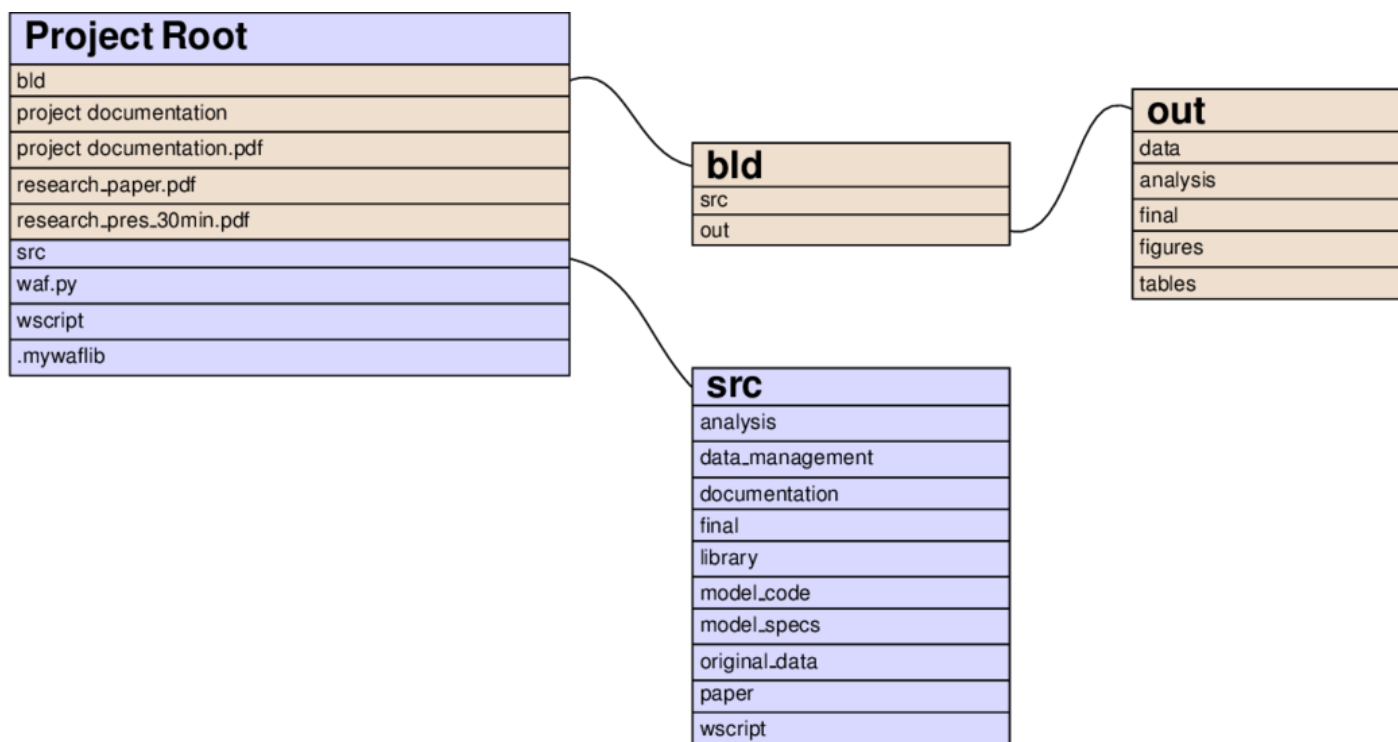 Project Root
bld
project documentation
project documentation.pdf
research_paper.pdf
research_pres_30min.pdf
src
waf.py
wscript
.mywaflib
bld
src
out
out
data
analysis
final
figures
tables
src
analysis
data_management
documentation
final
library
model_code
model_specs
original_data
paper
wscript